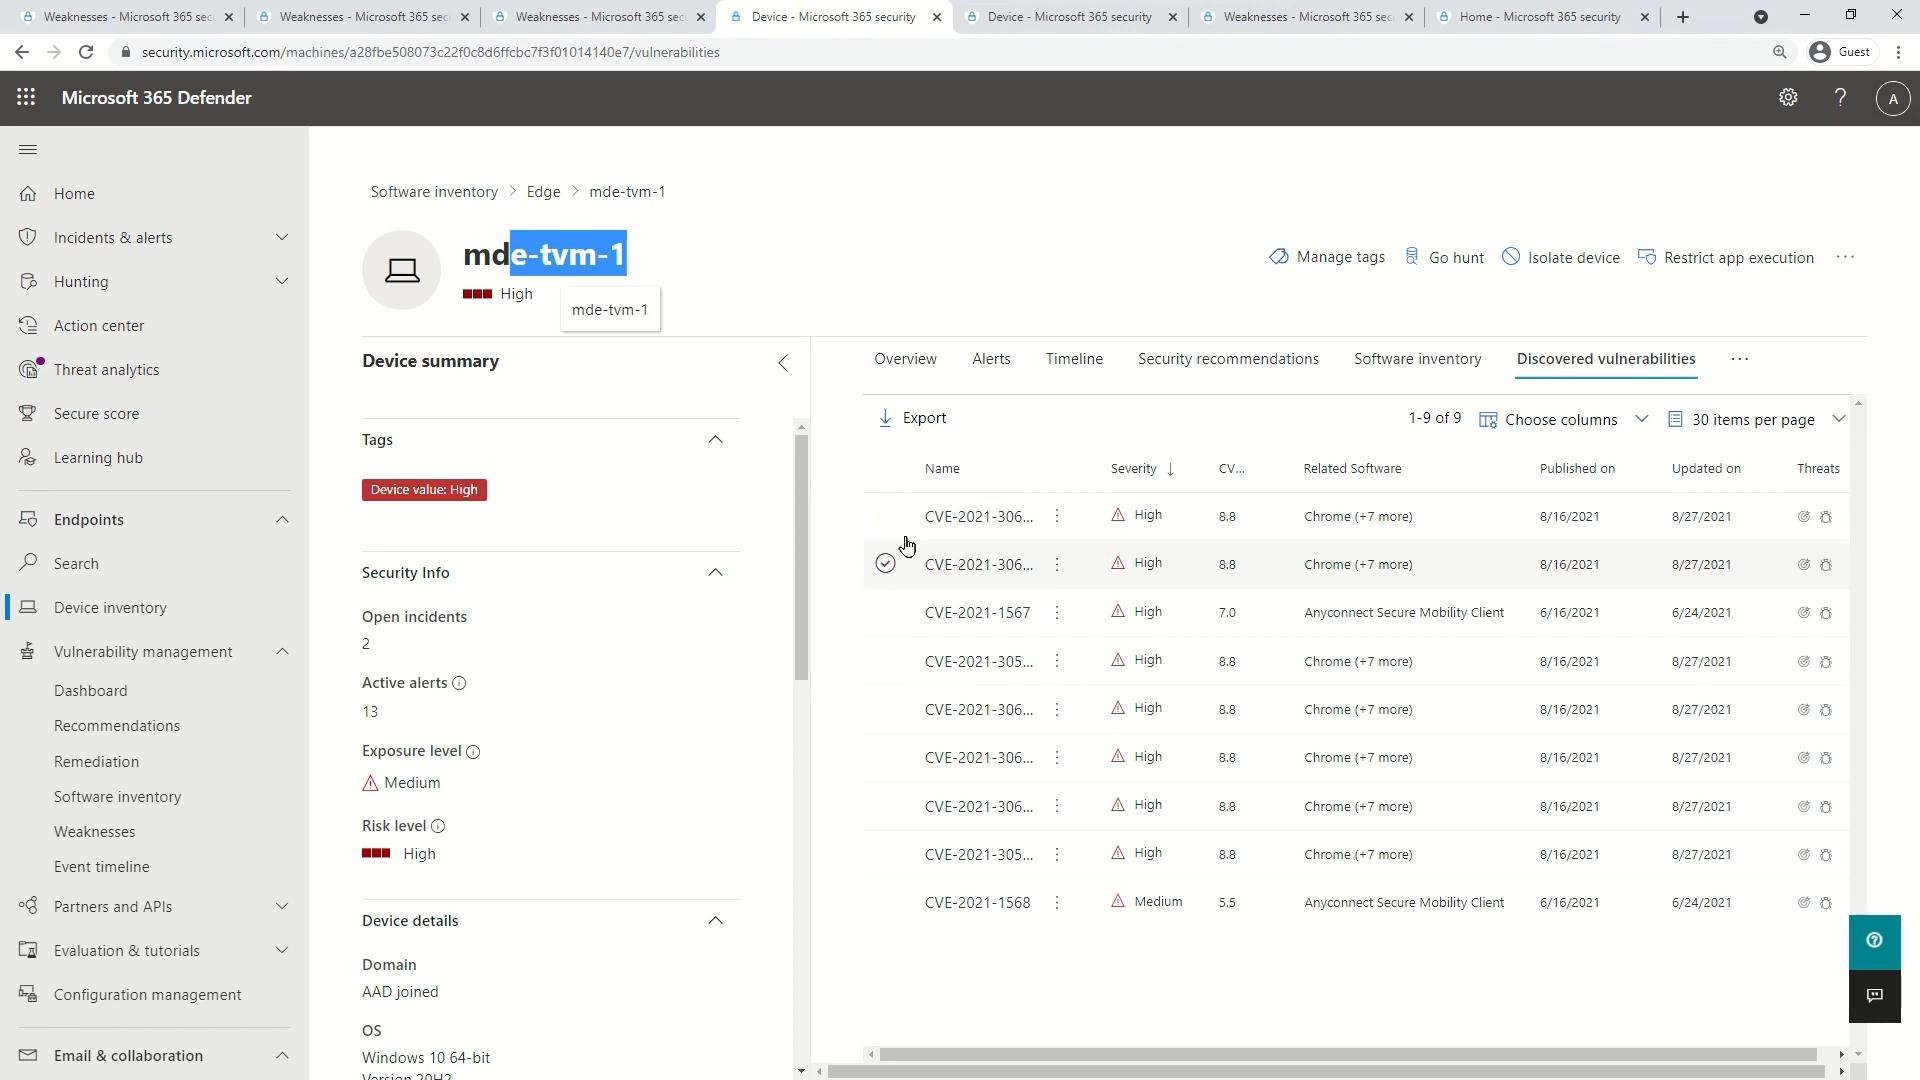 Weaknesses - Microsoft 365 sec
Weaknesses - Microsoft 365 sec
Weaknesses - Microsoft 365 sec
Device - Microsoft 365 security
Device - Microsoft 365 security
Weaknesses - Microsoft 365 sec
Home - Microsoft 365 security
security.microsoft.com/machines/a28fbe508073c22f0c8d6ffcbc7f3f01014140e7/vulnerabilities
Guest
Microsoft 365 Defender
A
Home
Incidents & alerts
Hunting
Action center
Threat analytics
Secure score
Learning hub
Endpoints
Search
Device inventory
Vulnerability management
Dashboard
Recommendations
Remediation
Software inventory
Weaknesses
Event timeline
Partners and APIs
Evaluation & tutorials
Configuration management
Email & collaboration
Software inventory > Edge > mde-tvm-1
mde-tvm-1
High
mde-tvm-1
Manage tags
Go hunt
Isolate device
Restrict app execution
Device summary
Tags
Device value: High
Security Info
Open incidents
2
Active alerts
13
Exposure level
Medium
Risk level
High
Device details
Domain
AAD joined
OS
Windows 10 64-bit
Version 20H2
Overview Alerts Timeline Security recommendations Software inventory Discovered vulnerabilities ...
Export
1-9 of 9
Choose columns
30 items per page
Name Severity CV... Related Software Published on Updated on Threats
CVE-2021-306... High 8.8 Chrome (+7 more) 8/16/2021 8/27/2021
CVE-2021-306... High 8.8 Chrome (+7 more) 8/16/2021 8/27/2021
CVE-2021-1567 High 7.0 Anyconnect Secure Mobility Client 6/16/2021 6/24/2021
CVE-2021-305... High 8.8 Chrome (+7 more) 8/16/2021 8/27/2021
CVE-2021-306... High 8.8 Chrome (+7 more) 8/16/2021 8/27/2021
CVE-2021-306... High 8.8 Chrome (+7 more) 8/16/2021 8/27/2021
CVE-2021-306... High 8.8 Chrome (+7 more) 8/16/2021 8/27/2021
CVE-2021-305... High 8.8 Chrome (+7 more) 8/16/2021 8/27/2021
CVE-2021-1568 Medium 5.5 Anyconnect Secure Mobility Client 6/16/2021 6/24/2021